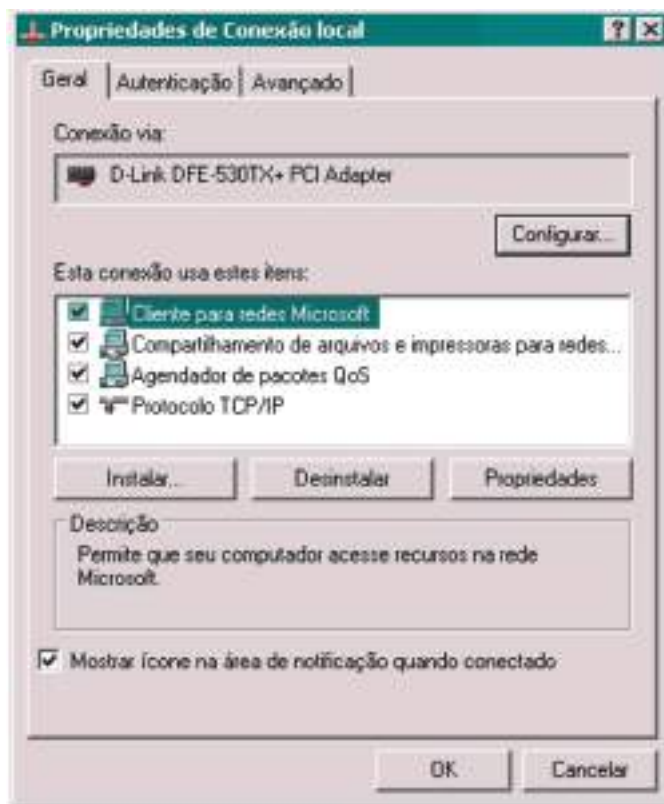 Propriedades de Conexão local
Geral
Autenticação
Avançado
Conexão via:
D-Link DFE-530TX+ PCI Adapter
Configurar...
Esta conexão usa estes itens:
Cliente para redes Microsoft
Compartilhamento de arquivos e impressoras para redes...
Agendador de pacotes QoS
Protocolo TCP/IP
Instalar...
Desinstalar
Propriedades
Descrição
Permite que seu computador acesse recursos na rede
Microsoft.
Mostrar ícone na área de notificação quando conectado
OK
Cancelar